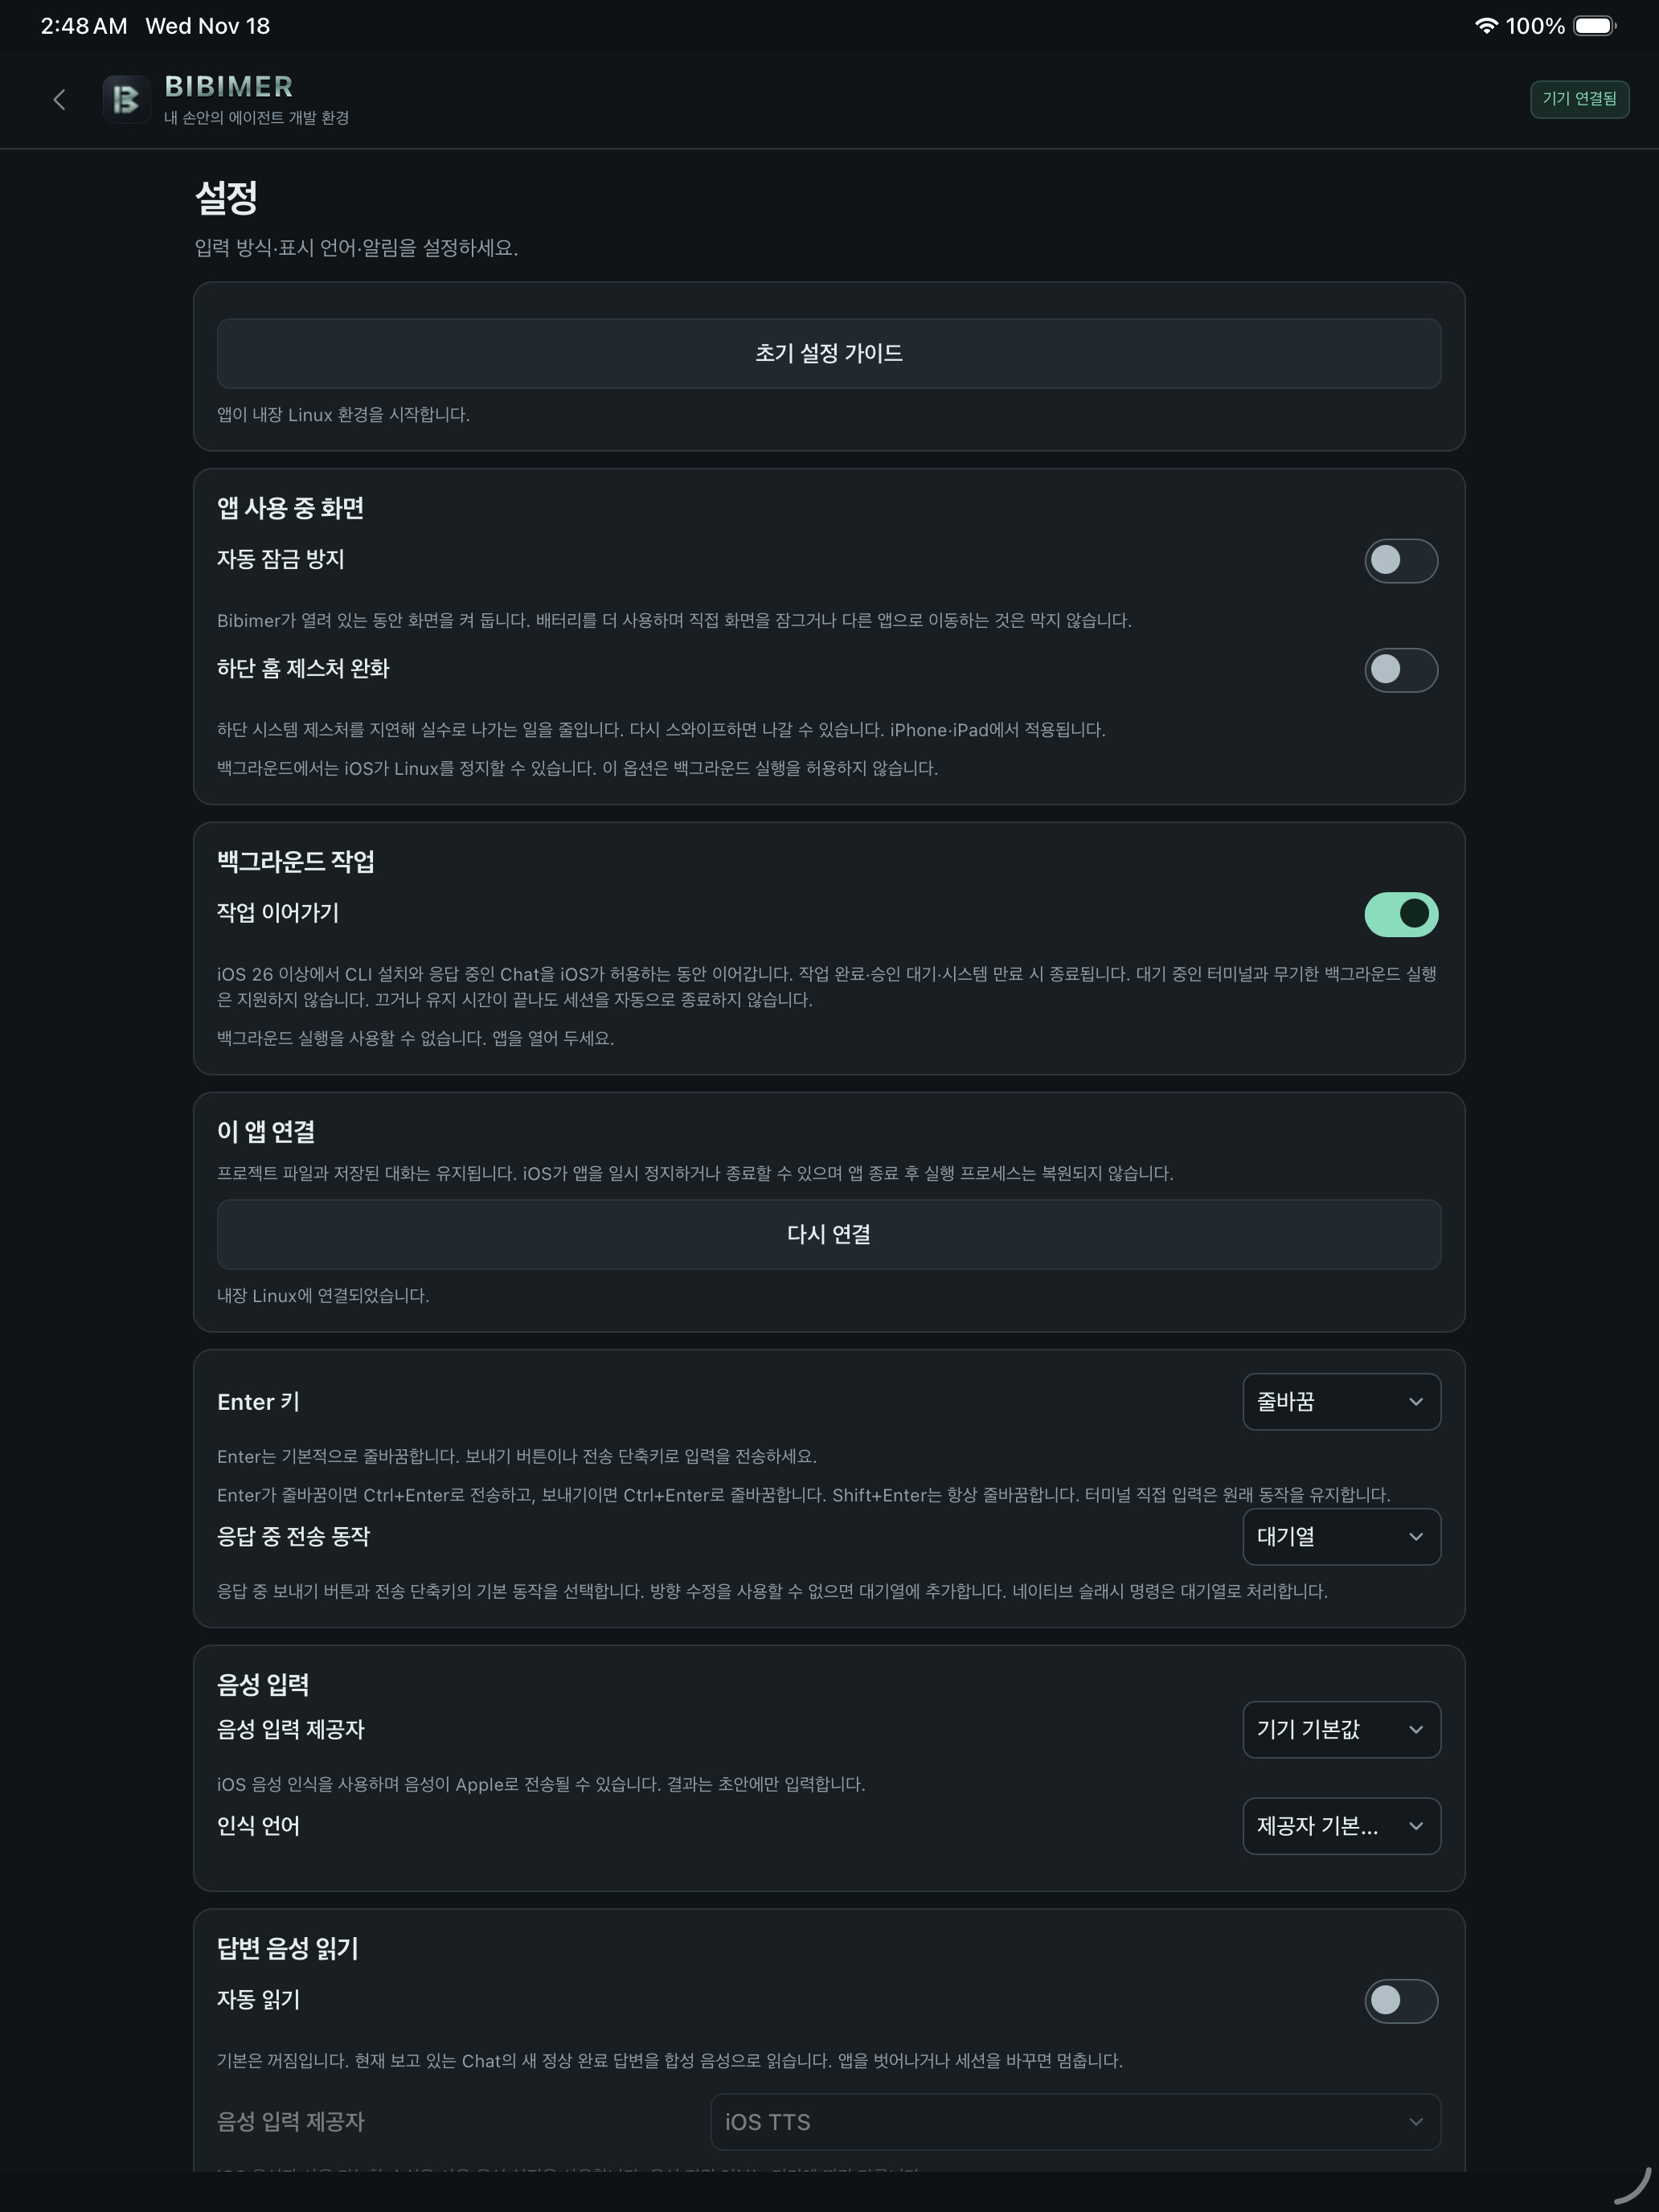 2:48 AM Wed Nov 18
100%
BIBIMER
내 손안의 에이전트 개발 환경
기기 연결됨
설정
입력 방식·표시 언어·알림을 설정하세요.
초기 설정 가이드
앱이 내장 Linux 환경을 시작합니다.
앱 사용 중 화면
자동 잠금 방지
Bibimer가 열려 있는 동안 화면을 켜 둡니다. 배터리를 더 사용하며 직접 화면을 잠그거나 다른 앱으로 이동하는 것은 막지 않습니다.
하단 홈 제스처 완화
하단 시스템 제스처를 지연해 실수로 나가는 일을 줄입니다. 다시 스와이프하면 나갈 수 있습니다. iPhone·iPad에서 적용됩니다.
백그라운드에서는 iOS가 Linux를 정지할 수 있습니다. 이 옵션은 백그라운드 실행을 허용하지 않습니다.
백그라운드 작업
작업 이어가기
iOS 26 이상에서 CLI 설치와 응답 중인 Chat을 iOS가 허용하는 동안 이어갑니다. 작업 완료·승인 대기·시스템 만료 시 종료됩니다. 대기 중인 터미널과 무기한 백그라운드 실행
은 지원하지 않습니다. 끄거나 유지 시간이 끝나도 세션을 자동으로 종료하지 않습니다.
백그라운드 실행을 사용할 수 없습니다. 앱을 열어 두세요.
이 앱 연결
프로젝트 파일과 저장된 대화는 유지됩니다. iOS가 앱을 일시 정지하거나 종료할 수 있으며 앱 종료 후 실행 프로세스는 복원되지 않습니다.
다시 연결
내장 Linux에 연결되었습니다.
Enter 키
줄바꿈
Enter는 기본적으로 줄바꿈합니다. 보내기 버튼이나 전송 단축키로 입력을 전송하세요.
Enter가 줄바꿈이면 Ctrl+Enter로 전송하고, 보내기이면 Ctrl+Enter로 줄바꿈합니다. Shift+Enter는 항상 줄바꿈합니다. 터미널 직접 입력은 원래 동작을 유지합니다.
응답 중 전송 동작
대기열
응답 중 보내기 버튼과 전송 단축키의 기본 동작을 선택합니다. 방향 수정을 사용할 수 없으면 대기열에 추가합니다. 네이티브 슬래시 명령은 대기열로 처리합니다.
음성 입력
음성 입력 제공자
기기 기본값
iOS 음성 인식을 사용하며 음성이 Apple로 전송될 수 있습니다. 결과는 초안에만 입력합니다.
인식 언어
제공자 기본...
답변 음성 읽기
자동 읽기
기본은 꺼짐입니다. 현재 보고 있는 Chat의 새 정상 완료 답변을 합성 음성으로 읽습니다. 앱을 벗어나거나 세션을 바꾸면 멈춥니다.
음성 입력 제공자
iOS TTS